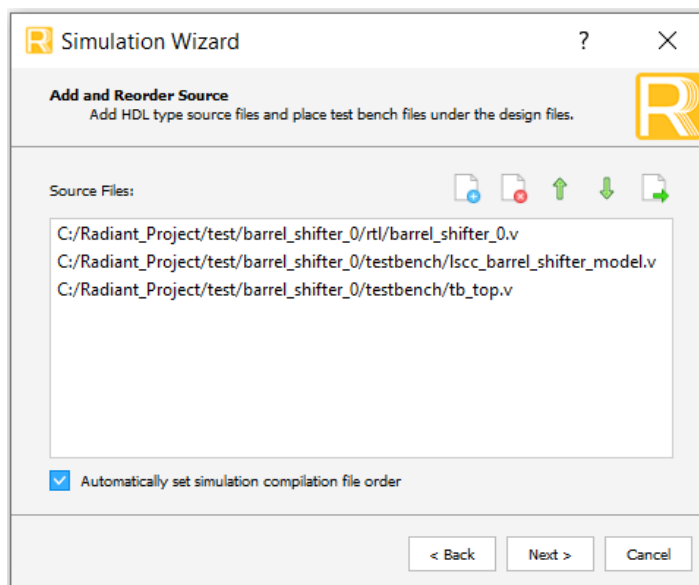 R Simulation Wizard
?
Add and Reorder Source
Add HDL type source files and place test bench files under the design files.
R
Source Files:
C:/Radiant_Project/test/barrel_shifter_0/rtl/barrel_shifter_0.v
C:/Radiant_Project/test/barrel_shifter_0/testbench/lscc_barrel_shifter_model.v
C:/Radiant_Project/test/barrel_shifter_0/testbench/tb_top.v
Automatically set simulation compilation file order
< Back
Next >
Cancel